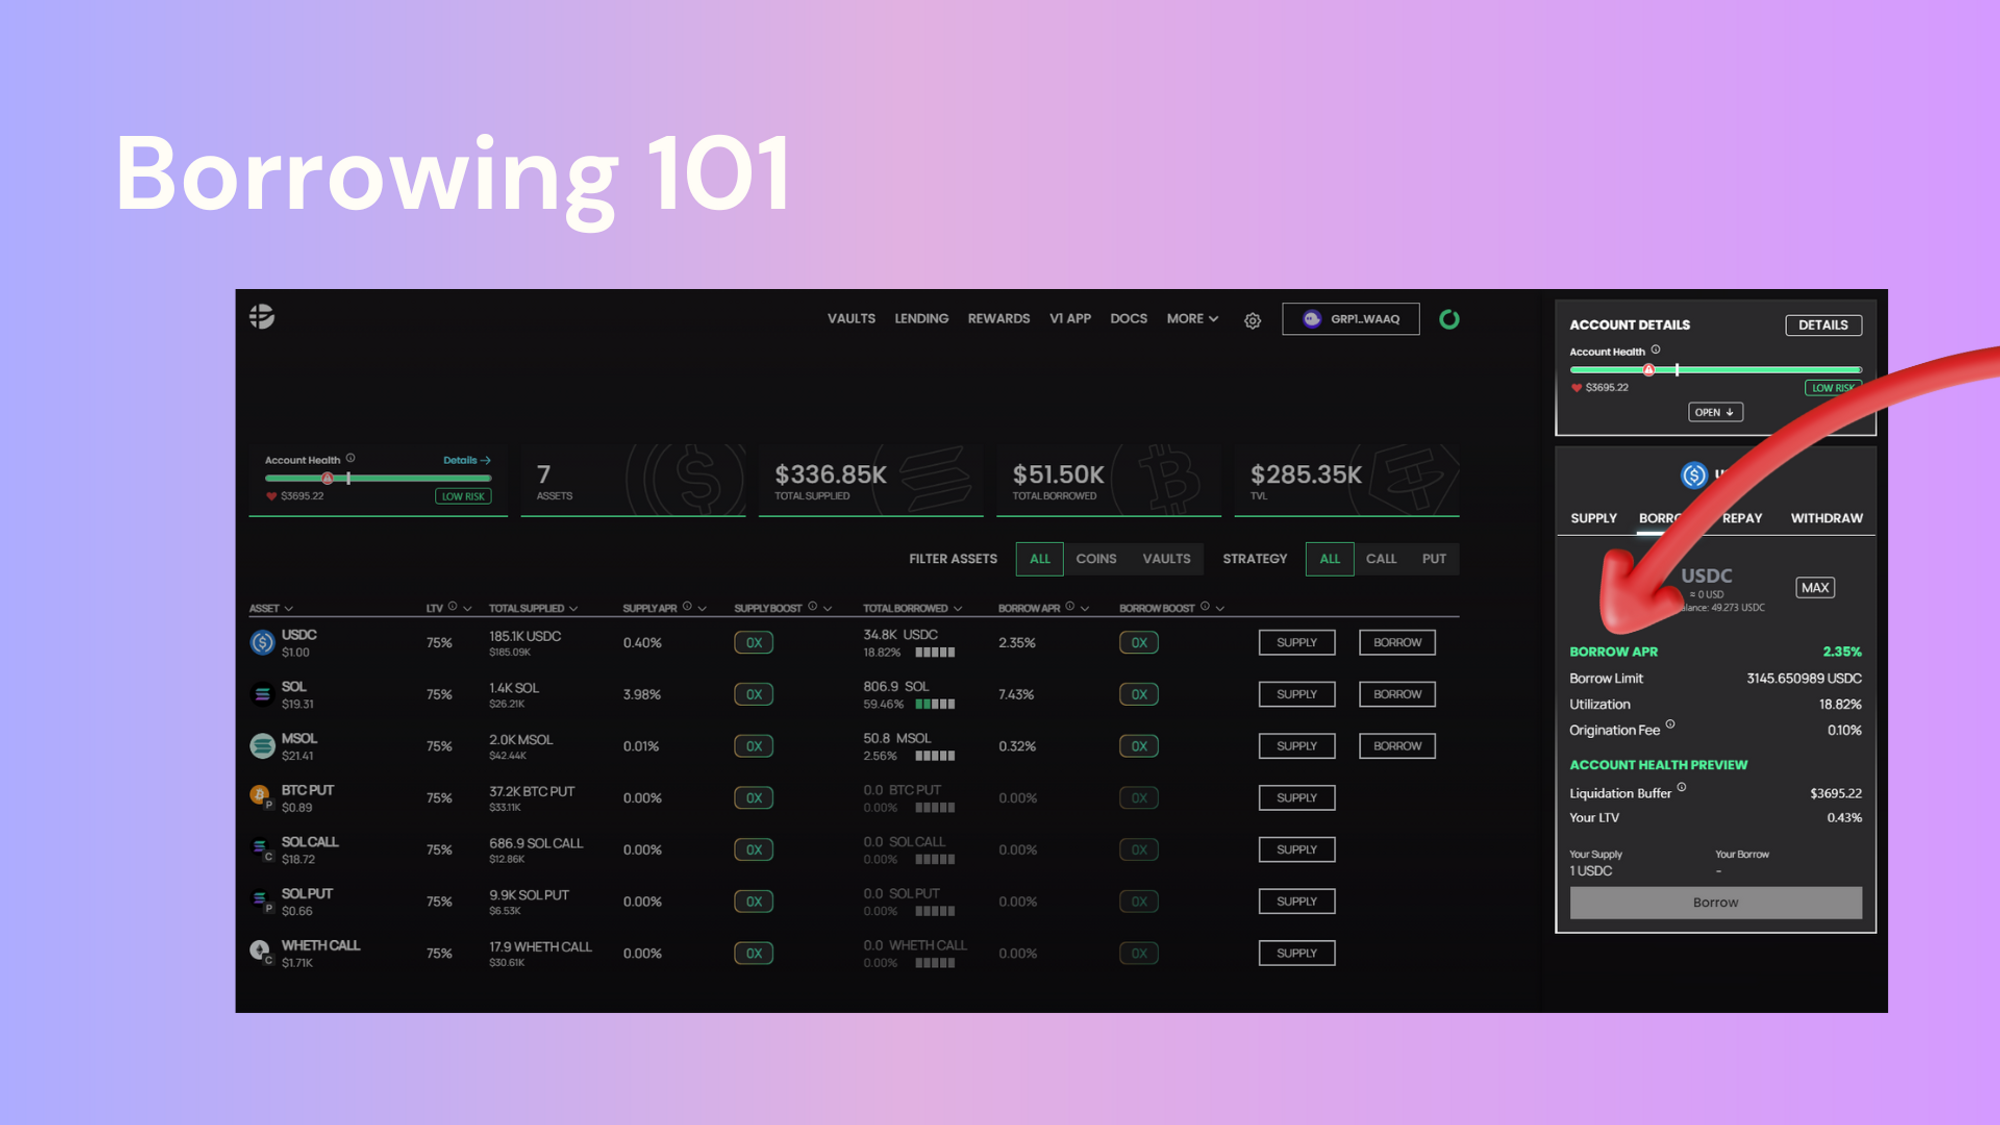 Borrowing 101
VAULTS LENDING REWARDS V1 APP DOCS MORE GRP1..WAAQ
Account Health Details →
$3695.22 LOW RISK
7
ASSETS
$336.85K
TOTAL SUPPLIED
$51.50K
TOTAL BORROWED
$285.35K
TVL
FILTER ASSETS ALL COINS VAULTS STRATEGY ALL CALL PUT
ASSET LTV TOTAL SUPPLIED SUPPLY APR SUPPLY BOOST TOTAL BORROWED BORROW APR BORROW BOOST
USDC 75% 185.1K USDC 0.40% 0X 34.8K USDC 2.35% 0X SUPPLY BORROW
$1.00 $185.09K 18.82%
SOL 75% 1.4K SOL 3.98% 0X 806.9 SOL 7.43% 0X SUPPLY BORROW
$19.31 $26.21K 59.46%
MSOL 75% 2.0K MSOL 0.01% 0X 50.8 MSOL 0.32% 0X SUPPLY BORROW
$21.41 $42.44K 2.56%
BTC PUT 75% 37.2K BTC PUT 0.00% 0X 0.0 BTC PUT 0.00% 0X SUPPLY
P $0.89 $33.11K 0.00%
SOL CALL 75% 686.9 SOL CALL 0.00% 0X 0.0 SOL CALL 0.00% 0X SUPPLY
C $18.72 $12.86K 0.00%
SOL PUT 75% 9.9K SOL PUT 0.00% 0X 0.0 SOL PUT 0.00% 0X SUPPLY
P $0.66 $6.53K 0.00%
WHETH CALL 75% 17.9 WHETH CALL 0.00% 0X 0.0 WHETH CALL 0.00% 0X SUPPLY
C $1.71K $30.61K 0.00%
ACCOUNT DETAILS DETAILS
Account Health
$3695.22 LOW RISK
OPEN ↓
SUPPLY REPAY WITHDRAW
USDC MAX
≈ 0 USD
49.273 USDC
BORROW APR 2.35%
Borrow Limit 3145.650989 USDC
Utilization 18.82%
Origination Fee 0.10%
ACCOUNT HEALTH PREVIEW
Liquidation Buffer $3695.22
Your LTV 0.43%
Your Supply Your Borrow
1 USDC -
Borrow